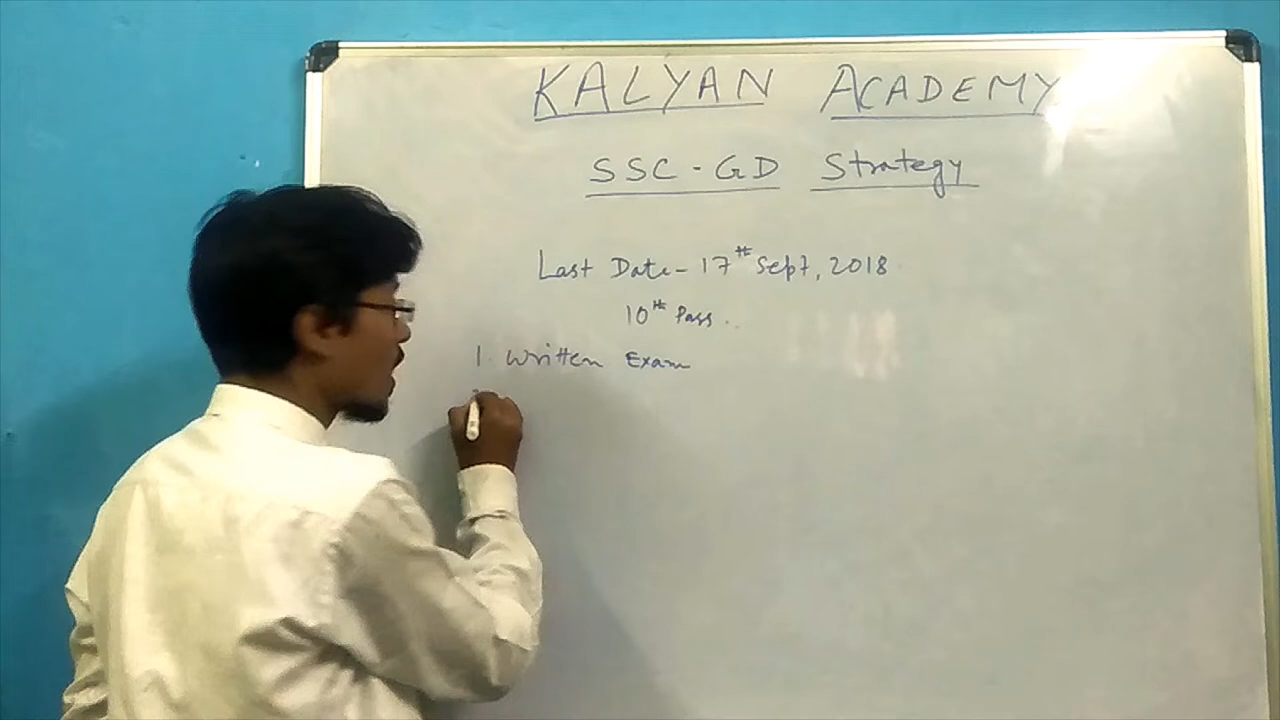 KALYAN ACADEMY
SSC - GD Strategy
Last Date - 17th Sept, 2018
10th Pass ..
1. Written Exam